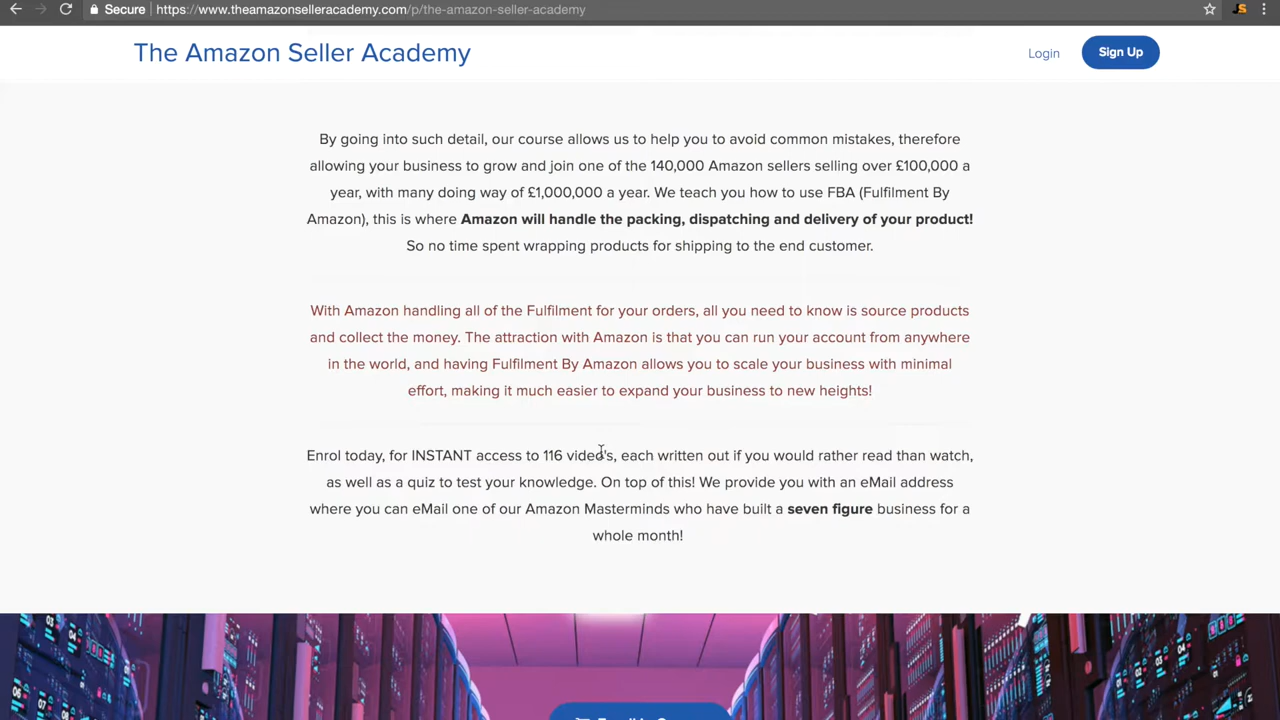 Secure https://www.theamazonselleracademy.com/p/the-amazon-seller-academy
The Amazon Seller Academy
Login
Sign Up
By going into such detail, our course allows us to help you to avoid common mistakes, therefore
allowing your business to grow and join one of the 140,000 Amazon sellers selling over £100,000 a
year, with many doing way of £1,000,000 a year. We teach you how to use FBA (Fulfilment By
Amazon), this is where Amazon will handle the packing, dispatching and delivery of your product!
So no time spent wrapping products for shipping to the end customer.
With Amazon handling all of the Fulfilment for your orders, all you need to know is source products
and collect the money. The attraction with Amazon is that you can run your account from anywhere
in the world, and having Fulfilment By Amazon allows you to scale your business with minimal
effort, making it much easier to expand your business to new heights!
Enrol today, for INSTANT access to 116 video's, each written out if you would rather read than watch,
as well as a quiz to test your knowledge. On top of this! We provide you with an eMail address
where you can eMail one of our Amazon Masterminds who have built a seven figure business for a
whole month!